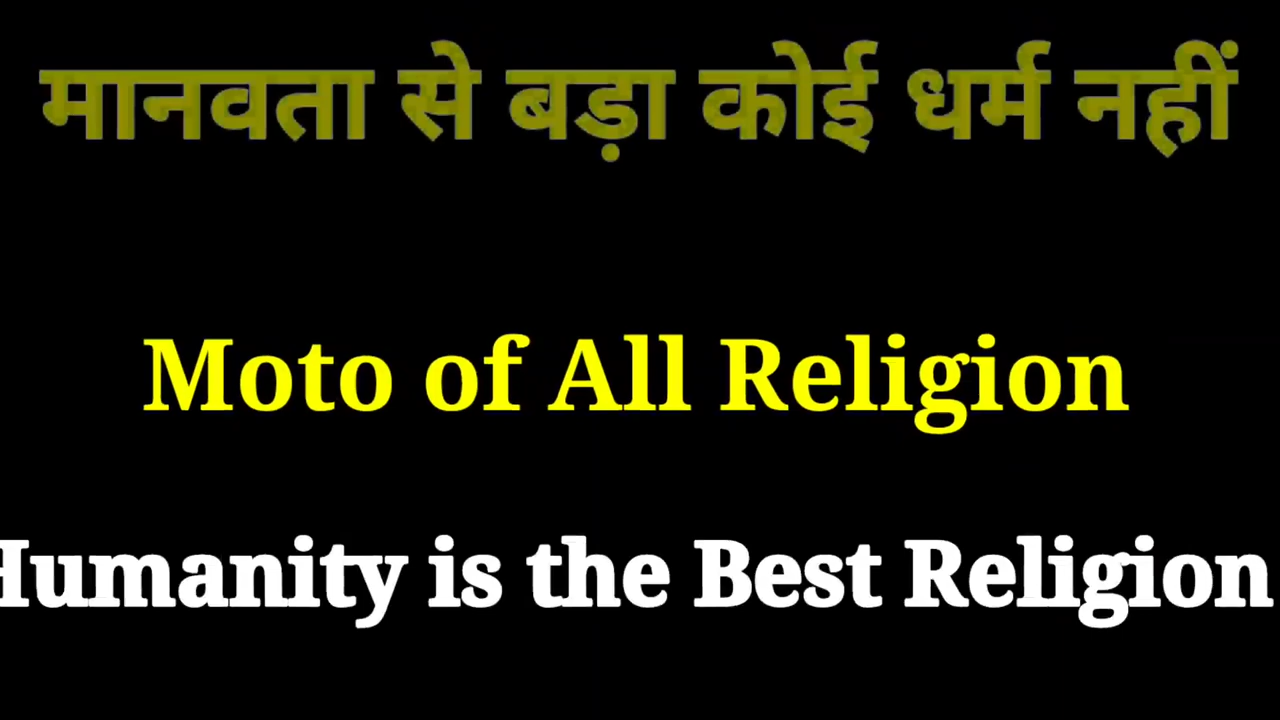 मानवता से बड़ा कोई धर्म नहीं
Moto of All Religion
Humanity is the Best Religion